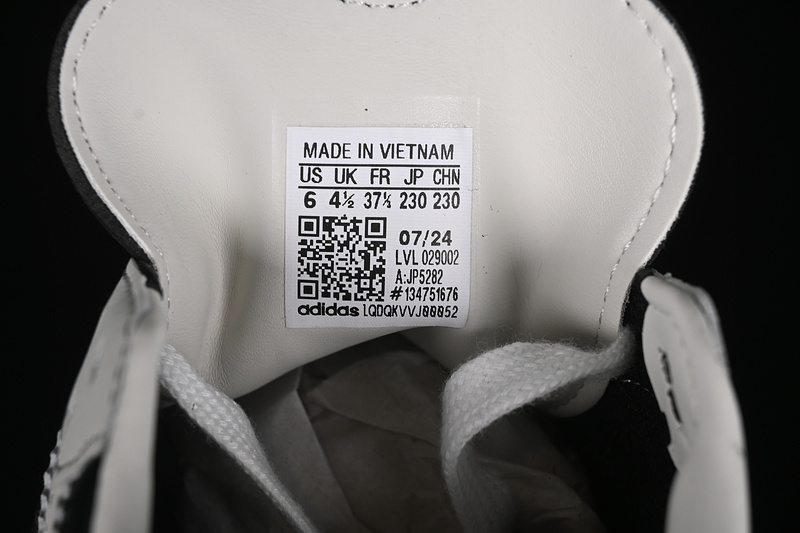 MADE IN VIETNAM
US UK FR JP CHN
6 4½ 37⅓ 230 230
07/24
LVL 029002
A:JP5282
#134751676
adidas 1QDQKVVJ00052